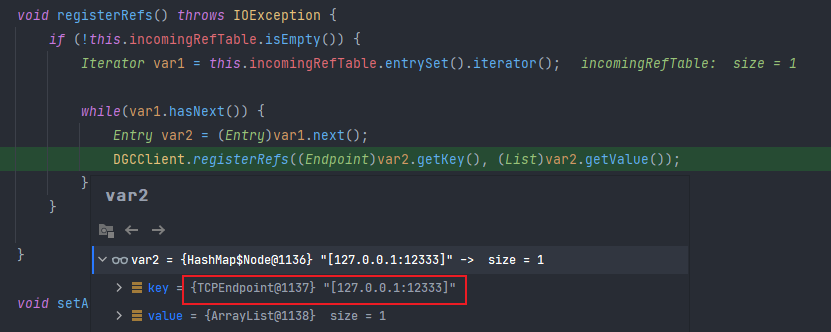 void registerRefs() throws IOException {
if (!this.incomingRefTable.isEmpty()) {
Iterator var1 = this.incomingRefTable.entrySet().iterator();   incomingRefTable:  size = 1
while(var1.hasNext()) {
Entry var2 = (Entry)var1.next();
DGCClient.registerRefs((Endpoint)var2.getKey(), (List)var2.getValue());
}
var2
}
var2 = {HashMap$Node@1136} "[127.0.0.1:12333]" ->  size = 1
}
key = {TCPEndpoint@1137} "[127.0.0.1:12333]"
void setA
value = {ArrayList@1138}  size = 1